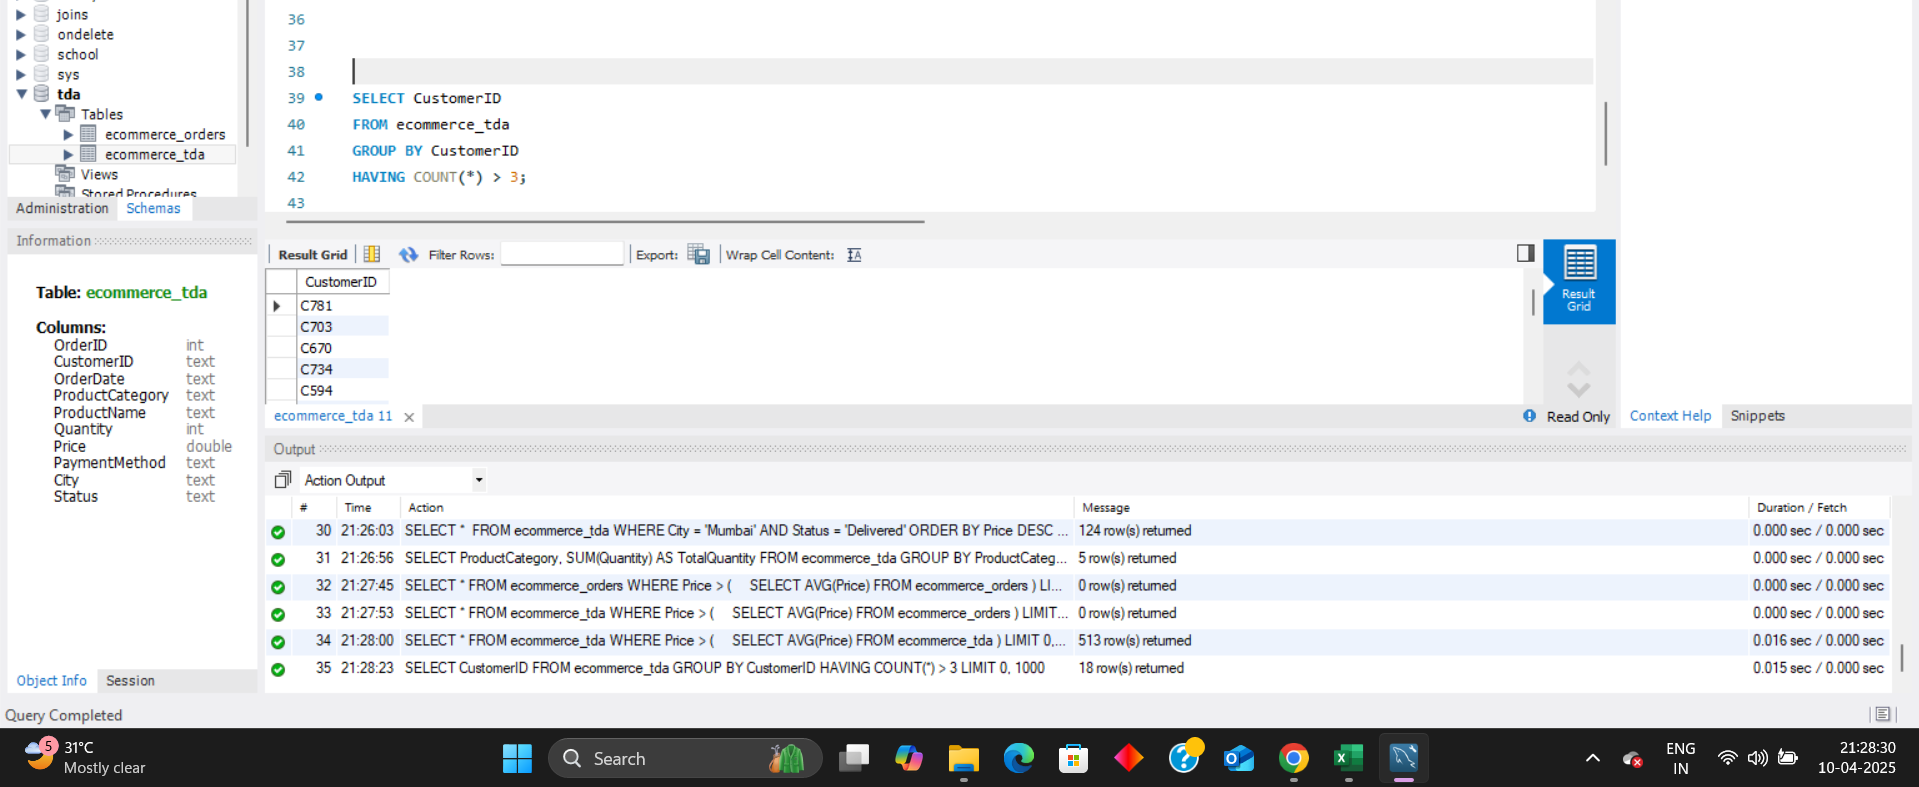 joins
ondelete
school
sys
tda
Tables
ecommerce_orders
ecommerce_tda
Views
Stored Procedures
Administration Schemas
Information
Table: ecommerce_tda
Columns:
OrderID int
CustomerID text
OrderDate text
ProductCategory text
ProductName text
Quantity int
Price double
PaymentMethod text
City text
Status text
Object Info Session
36
37
38
39 SELECT CustomerID
40 FROM ecommerce_tda
41 GROUP BY CustomerID
42 HAVING COUNT(*) > 3;
43
Result Grid Filter Rows: Export: Wrap Cell Content:
CustomerID
C781
C703
C670
C734
C594
Result
Grid
ecommerce_tda 11 Read Only
Context Help Snippets
Output
Action Output
# Time Action Message Duration / Fetch
30 21:26:03 SELECT * FROM ecommerce_tda WHERE City = 'Mumbai' AND Status = 'Delivered' ORDER BY Price DESC ... 124 row(s) returned 0.000 sec / 0.000 sec
31 21:26:56 SELECT ProductCategory, SUM(Quantity) AS TotalQuantity FROM ecommerce_tda GROUP BY ProductCateg... 5 row(s) returned 0.000 sec / 0.000 sec
32 21:27:45 SELECT * FROM ecommerce_orders WHERE Price > ( SELECT AVG(Price) FROM ecommerce_orders ) LI... 0 row(s) returned 0.000 sec / 0.000 sec
33 21:27:53 SELECT * FROM ecommerce_tda WHERE Price > ( SELECT AVG(Price) FROM ecommerce_orders ) LIMIT... 0 row(s) returned 0.000 sec / 0.000 sec
34 21:28:00 SELECT * FROM ecommerce_tda WHERE Price > ( SELECT AVG(Price) FROM ecommerce_tda ) LIMIT 0,... 513 row(s) returned 0.016 sec / 0.000 sec
35 21:28:23 SELECT CustomerID FROM ecommerce_tda GROUP BY CustomerID HAVING COUNT(*) > 3 LIMIT 0, 1000 18 row(s) returned 0.015 sec / 0.000 sec
Query Completed
5
31°C
Mostly clear
Search
ENG
IN
21:28:30
10-04-2025